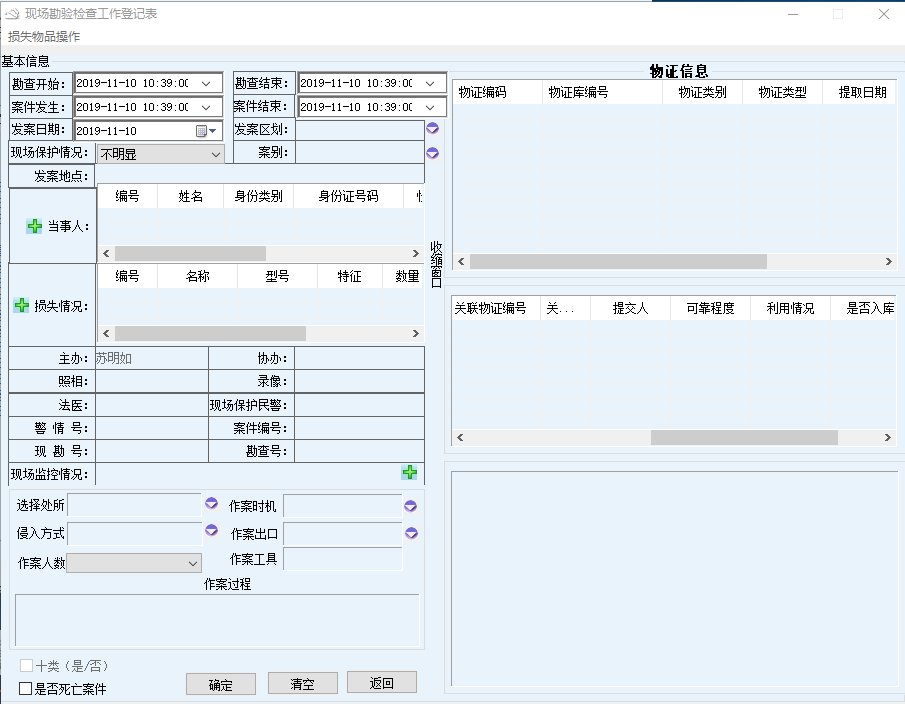 现场勘验检查工作登记表
损失物品操作
基本信息
勘查开始: 2019-11-10 10:39:00 勘查结束: 2019-11-10 10:39:00
案件发生: 2019-11-10 10:39:00 案件结束: 2019-11-10 10:39:00
发案日期: 2019-11-10 发案区划:
现场保护情况: 不明显 案别:
发案地点:
编号 姓名 身份类别 身份证号码
当事人:
编号 名称 型号 特征 数量
损失情况:
主办: 苏明如 协办:
照相: 录像:
法医: 现场保护民警:
警 情 号: 案件编号:
现 勘 号: 勘查号:
现场监控情况:
选择处所 作案时机
侵入方式 作案出口
作案人数 作案工具
作案过程
十类（是/否）
是否死亡案件
确定 清空 返回
收缩窗口
物证信息
物证编码 物证库编号 物证类别 物证类型 提取日期
关联物证编号 关... 提交人 可靠程度 利用情况 是否入库